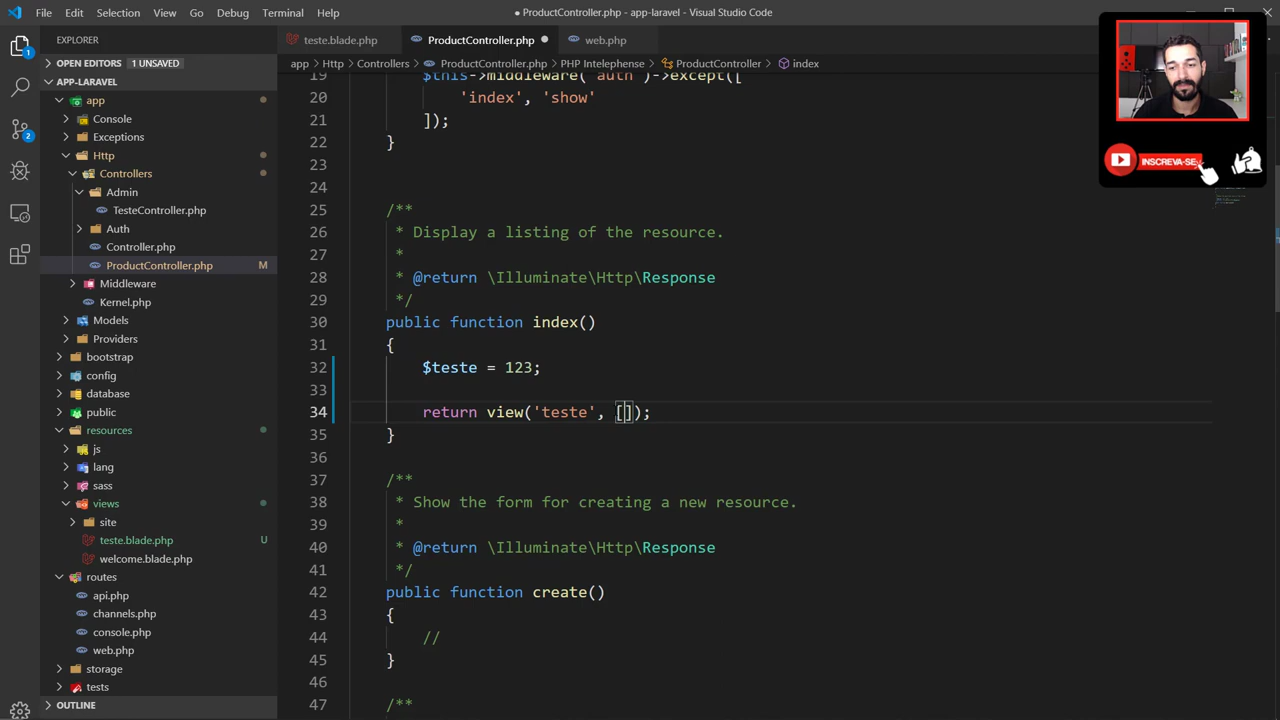 File Edit Selection View Go Debug Terminal Help
● ProductController.php - app-laravel - Visual Studio Code
EXPLORER
OPEN EDITORS 1 UNSAVED
APP-LARAVEL
app
Console
Exceptions
Http
Controllers
Admin
TesteController.php
Auth
Controller.php
ProductController.php M
Middleware
Kernel.php
Models
Providers
bootstrap
config
database
public
resources
js
lang
sass
views
site
teste.blade.php U
welcome.blade.php
routes
api.php
channels.php
console.php
web.php
storage
tests
OUTLINE
1
2
teste.blade.php ProductController.php ● web.php
app > Http > Controllers > ProductController.php > PHP Intelephense > ProductController > index
19 $this->middleware('auth')->except([
20 'index', 'show'
21 ]);
22 }
23
24
25 /**
26 * Display a listing of the resource.
27 *
28 * @return \Illuminate\Http\Response
29 */
30 public function index()
31 {
32 $teste = 123;
33
34 return view('teste', []);
35 }
36
37 /**
38 * Show the form for creating a new resource.
39 *
40 * @return \Illuminate\Http\Response
41 */
42 public function create()
43 {
44 //
45 }
46
47 /**
INSCREVA-SE